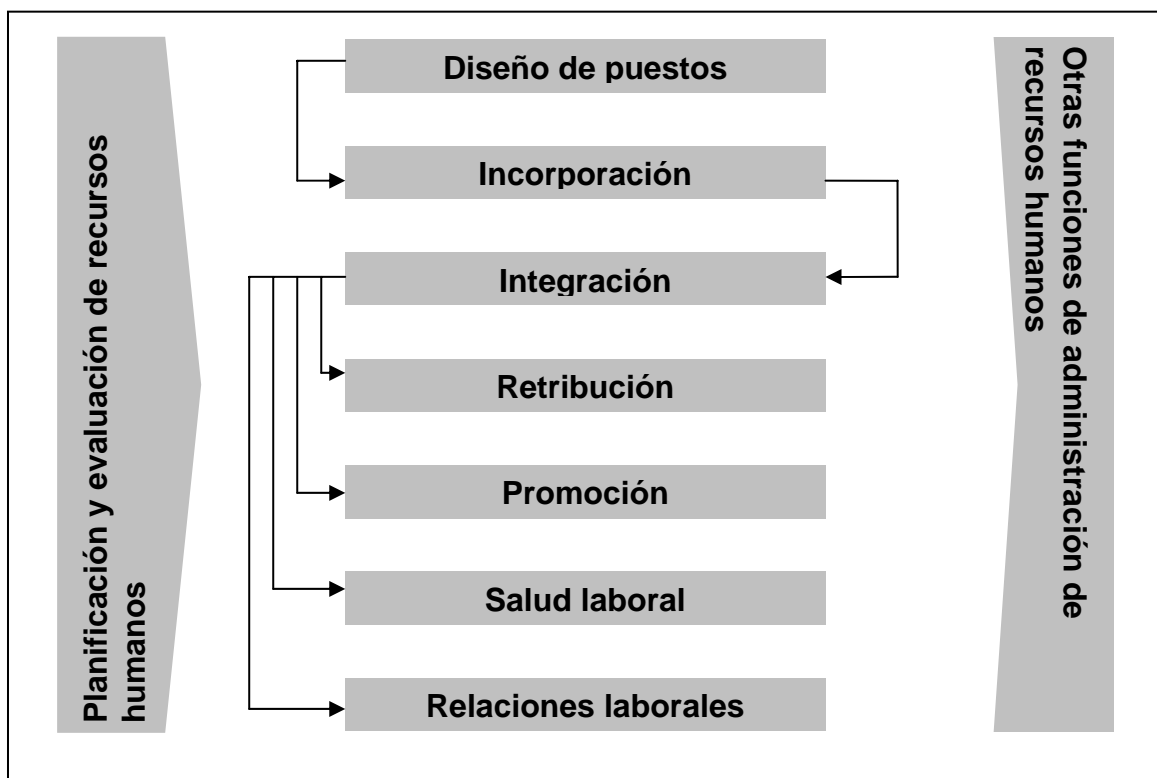 Planificación y evaluación de recursos
humanos
Diseño de puestos
Incorporación
Integración
Retribución
Promoción
Salud laboral
Relaciones laborales
Otras funciones de administración de
recursos humanos